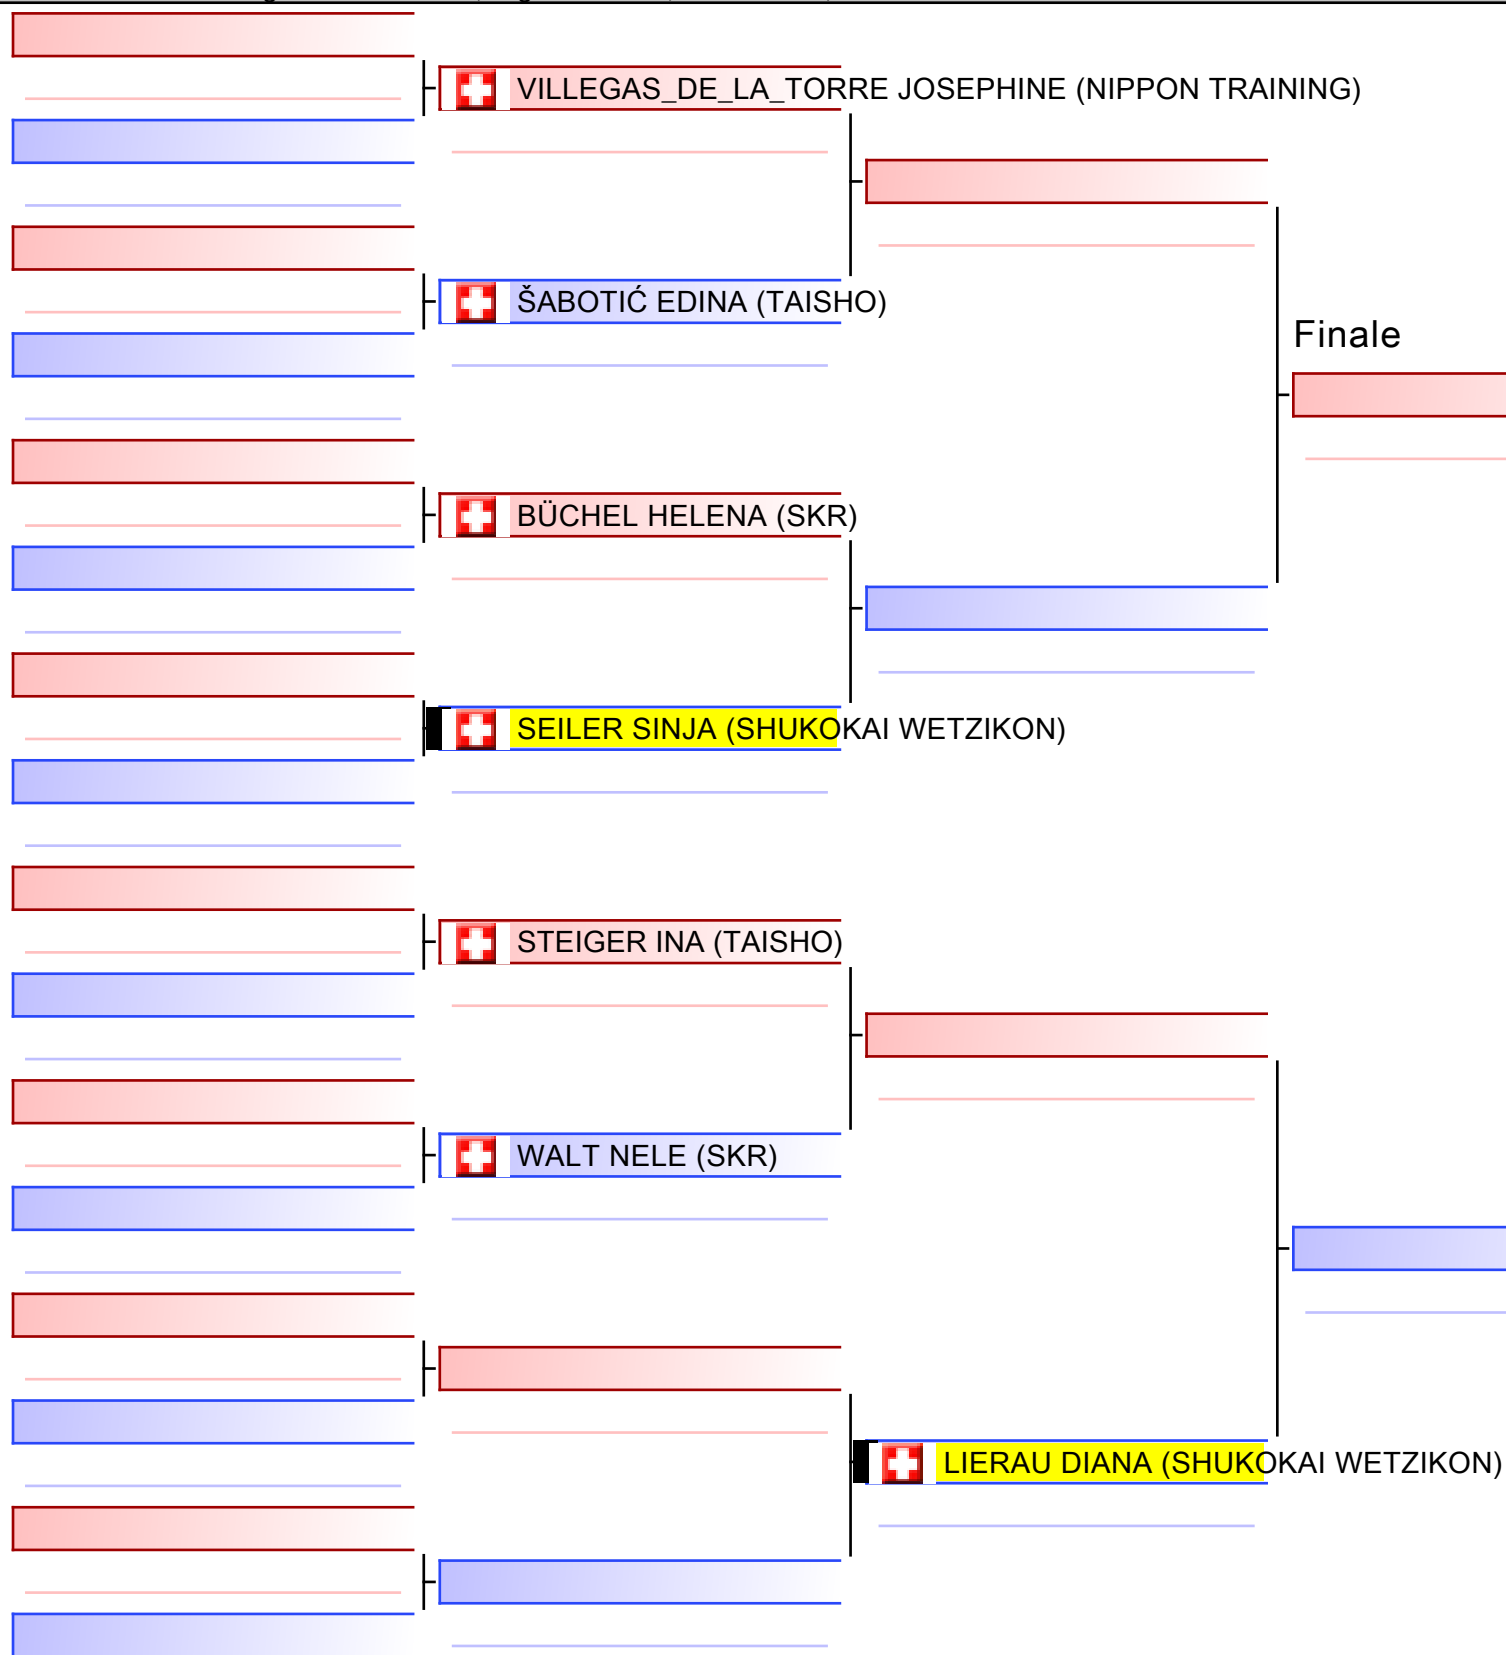 VILLEGAS_DE_LA_TORRE JOSEPHINE (NIPPON TRAINING)
ŠABOTIĆ EDINA (TAISHO)
Finale
BÜCHEL HELENA (SKR)
SEILER SINJA (SHUKOKAI WETZIKON)
STEIGER INA (TAISHO)
WALT NELE (SKR)
LIERAU DIANA (SHUKOKAI WETZIKON)